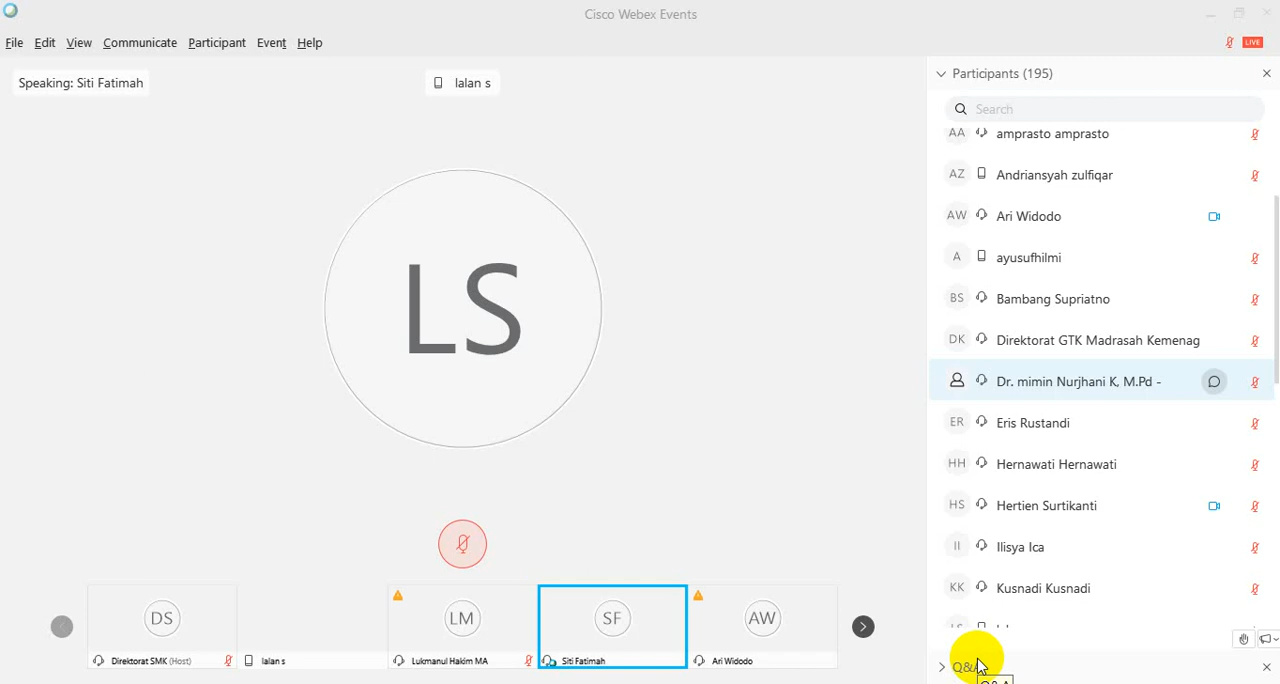 Cisco Webex Events
File Edit View Communicate Participant Event Help
LIVE
Speaking: Siti Fatimah
lalan s
LS
DS
Direktorat SMK (Host)
lalan s
LM
Lukmanul Hakim MA
SF
Siti Fatimah
AW
Ari Widodo
Participants (195)
Search
AA amprasto amprasto
AZ Andriansyah zulfiqar
AW Ari Widodo
A ayusufhilmi
BS Bambang Supriatno
DK Direktorat GTK Madrasah Kemenag
Dr. mimin Nurjhani K, M.Pd -
ER Eris Rustandi
HH Hernawati Hernawati
HS Hertien Surtikanti
II Ilisya Ica
KK Kusnadi Kusnadi
Q&A